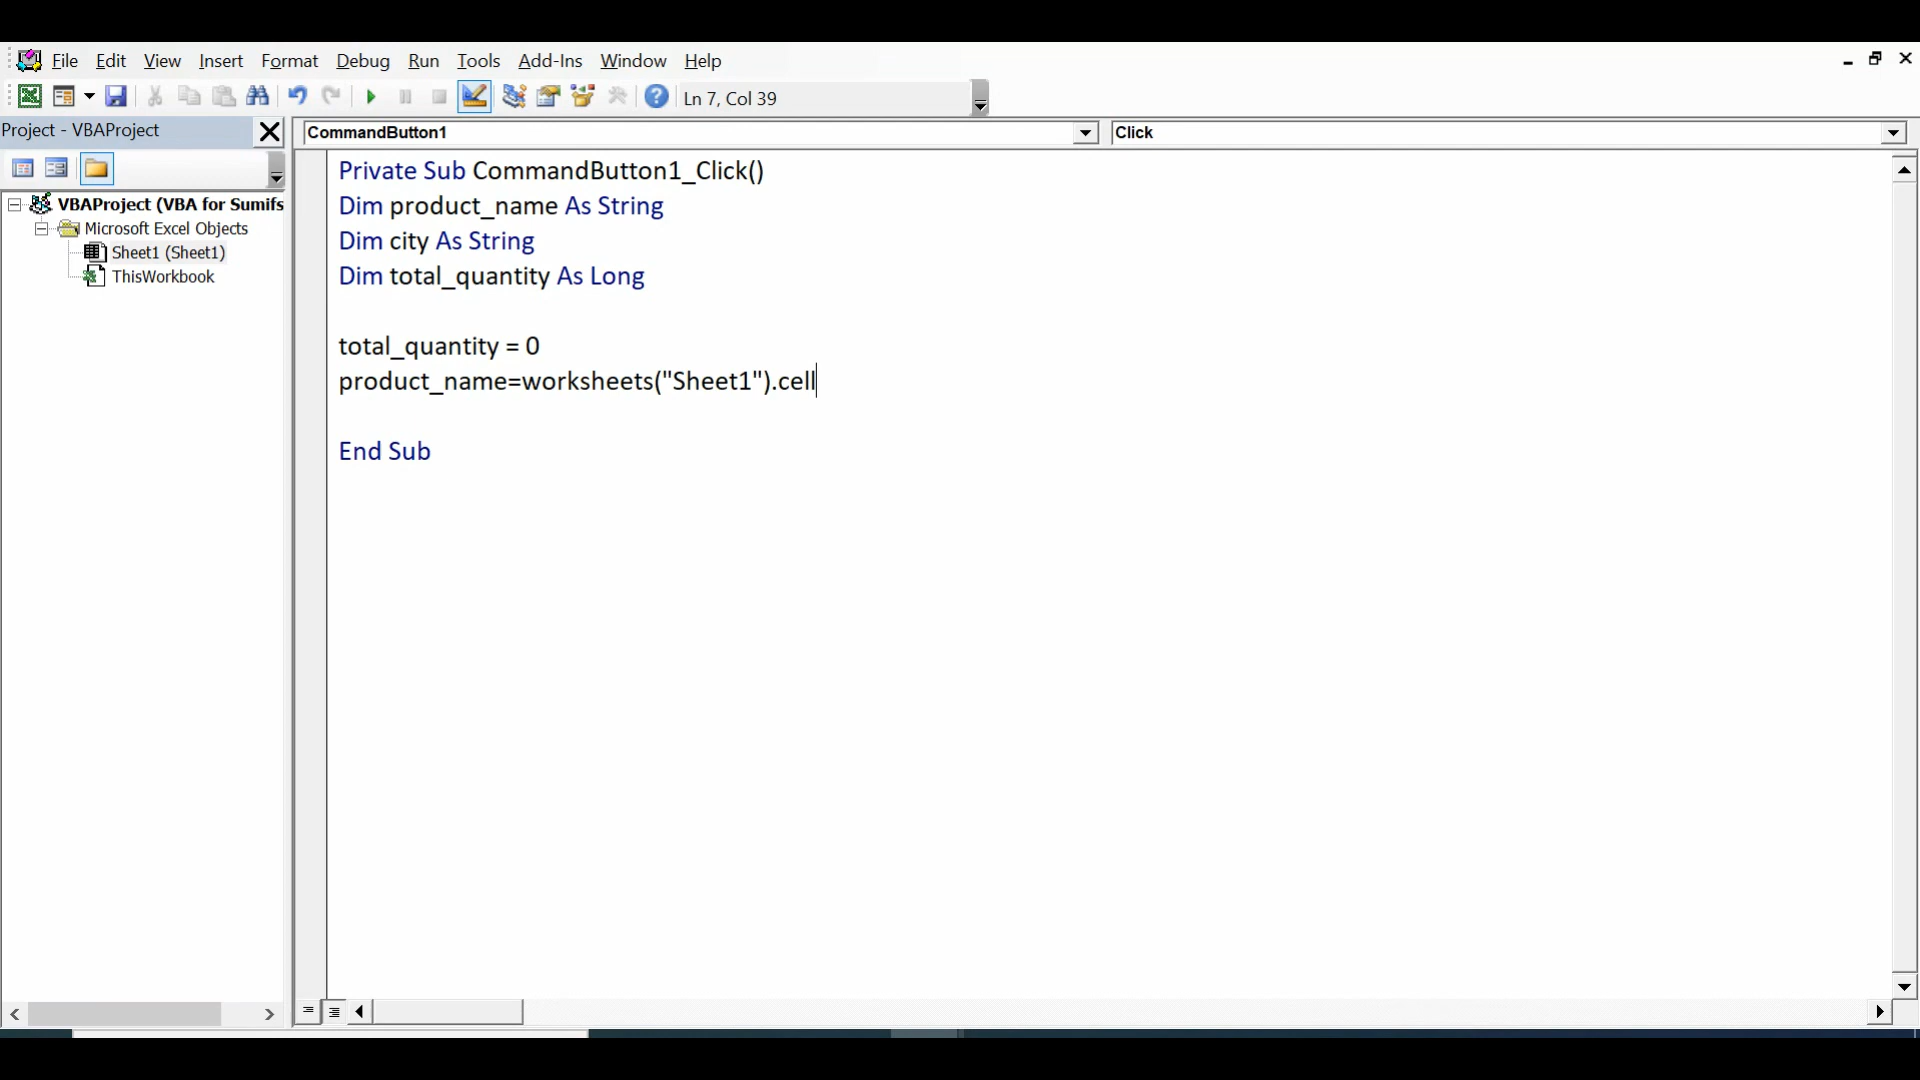 File Edit View Insert Format Debug Run Tools Add-Ins Window Help
Ln 7, Col 39
Project - VBAProject
CommandButton1
Click
VBAProject (VBA for Sumifs
Microsoft Excel Objects
Sheet1 (Sheet1)
ThisWorkbook
Private Sub CommandButton1_Click()
Dim product_name As String
Dim city As String
Dim total_quantity As Long
total_quantity = 0
product_name=worksheets("Sheet1").cell
End Sub